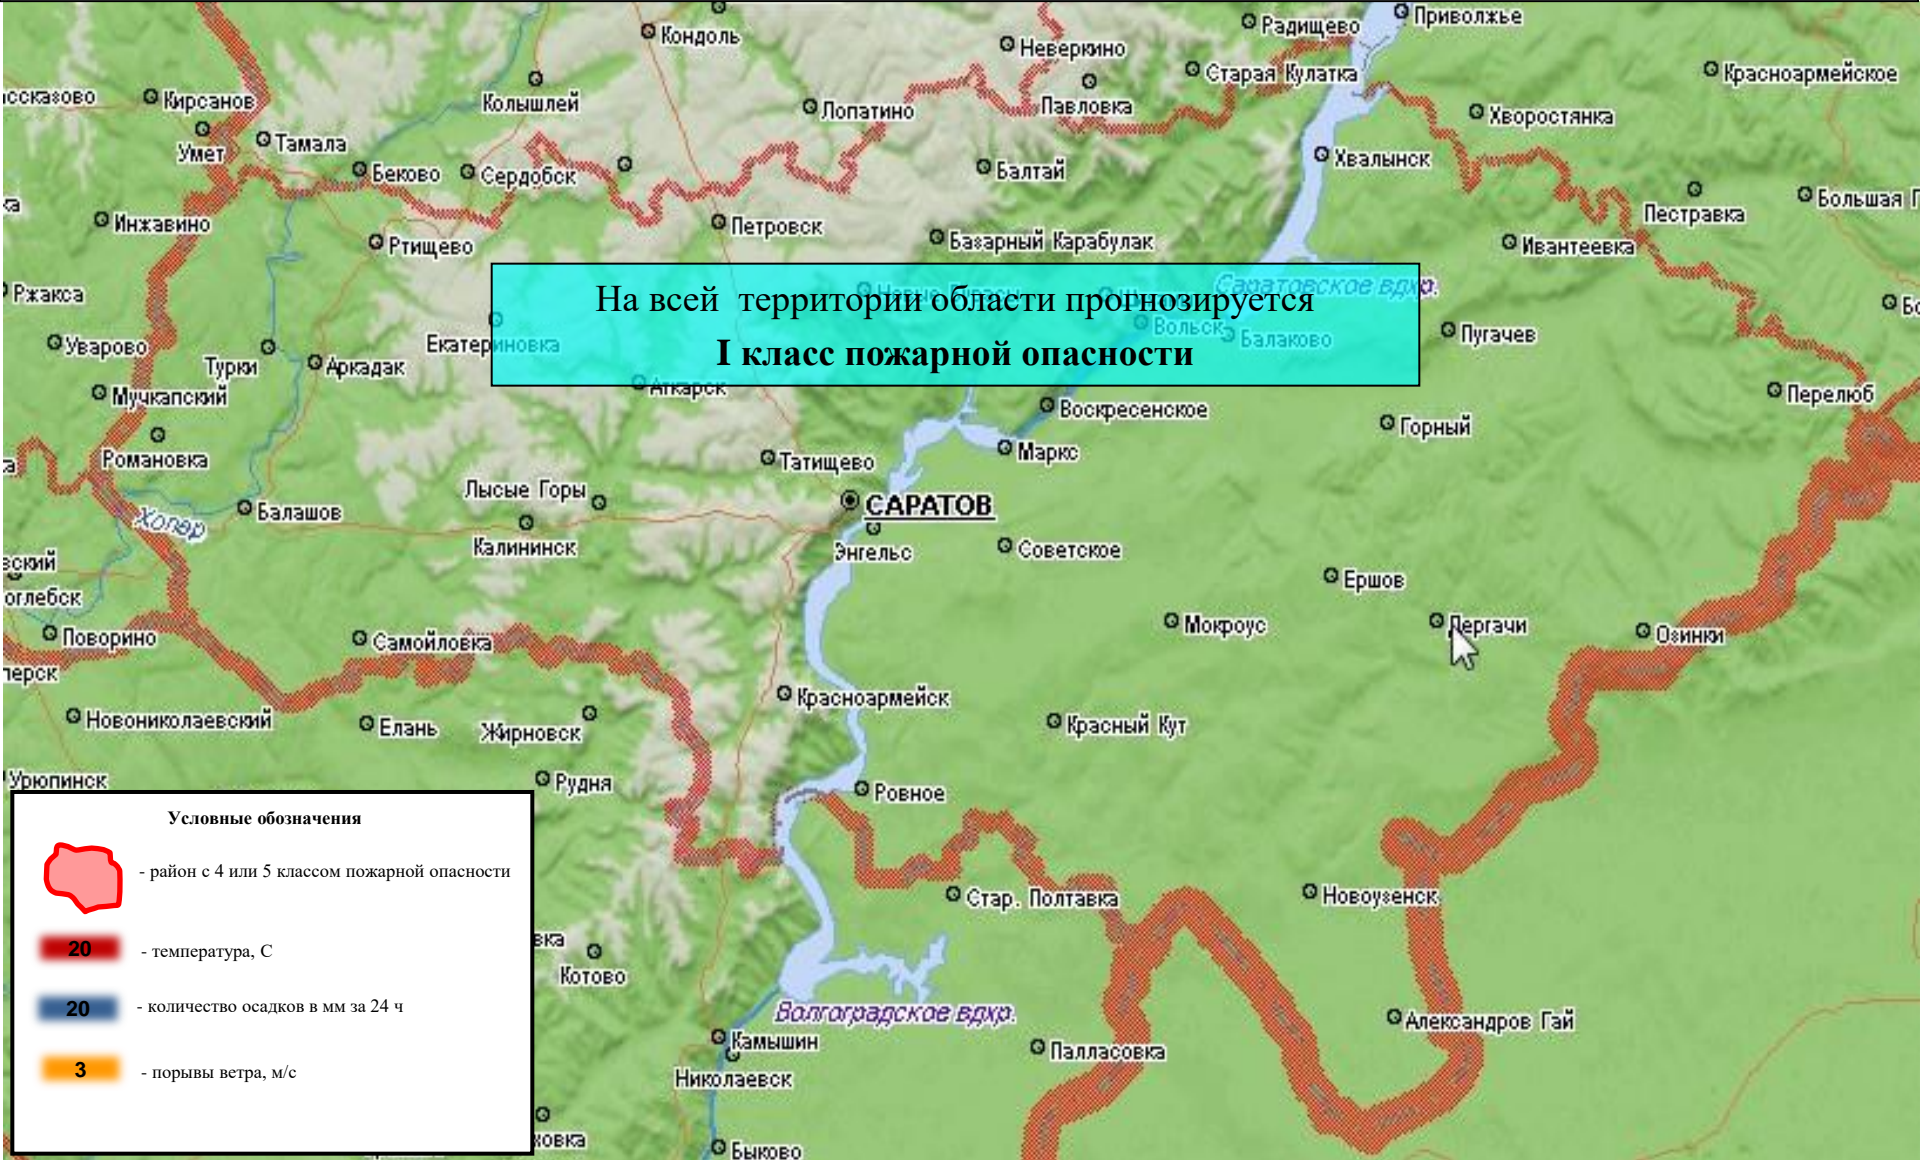 Кондоль
Радищево
Приволжье
Неверкино
Старая Кулатка
Красноармейское
Кирсанов
Колышлей
Лопатино
Павловка
Хворостянка
Умет
Тамала
Беково
Сердобск
Балтай
Хвалынск
Инжавино
Петровск
Пестравка
Ртищево
Базарный Карабулак
Ивантеевка
Ржакса
На всей территории области прогнозируется
I класс пожарной опасности
Саратовское вдхр.
Вольск
Балаково
Пугачев
Уварово
Турки
Аркадак
Екатериновка
Аткарск
Мучкапский
Воскресенское
Перелюб
Горный
Романовка
Татищево
Маркс
Лысые Горы
САРАТОВ
Хопер
Балашов
Калининск
Энгельс
Советское
Ершов
Поворино
Самойловка
Мокроус
Дергачи
Озинки
Красноармейск
Новониколаевский
Елань
Жирновск
Красный Кут
Урюпинск
Рудня
Ровное
Условные обозначения
- район с 4 или 5 классом пожарной опасности
20 - температура, С
20 - количество осадков в мм за 24 ч
3 - порывы ветра, м/с
Стар. Полтавка
Новоузенск
Котово
Волгоградское вдхр.
Александров Гай
Камышин
Палласовка
Николаевск
Быково